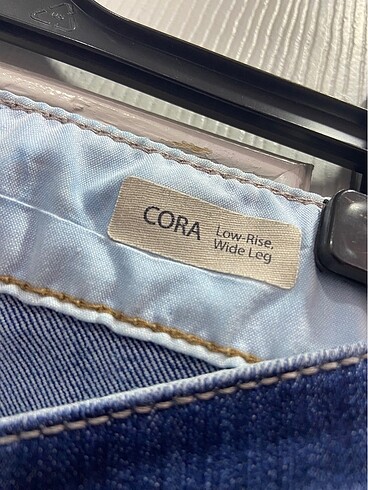 CORA
Low-Rise,
Wide Leg